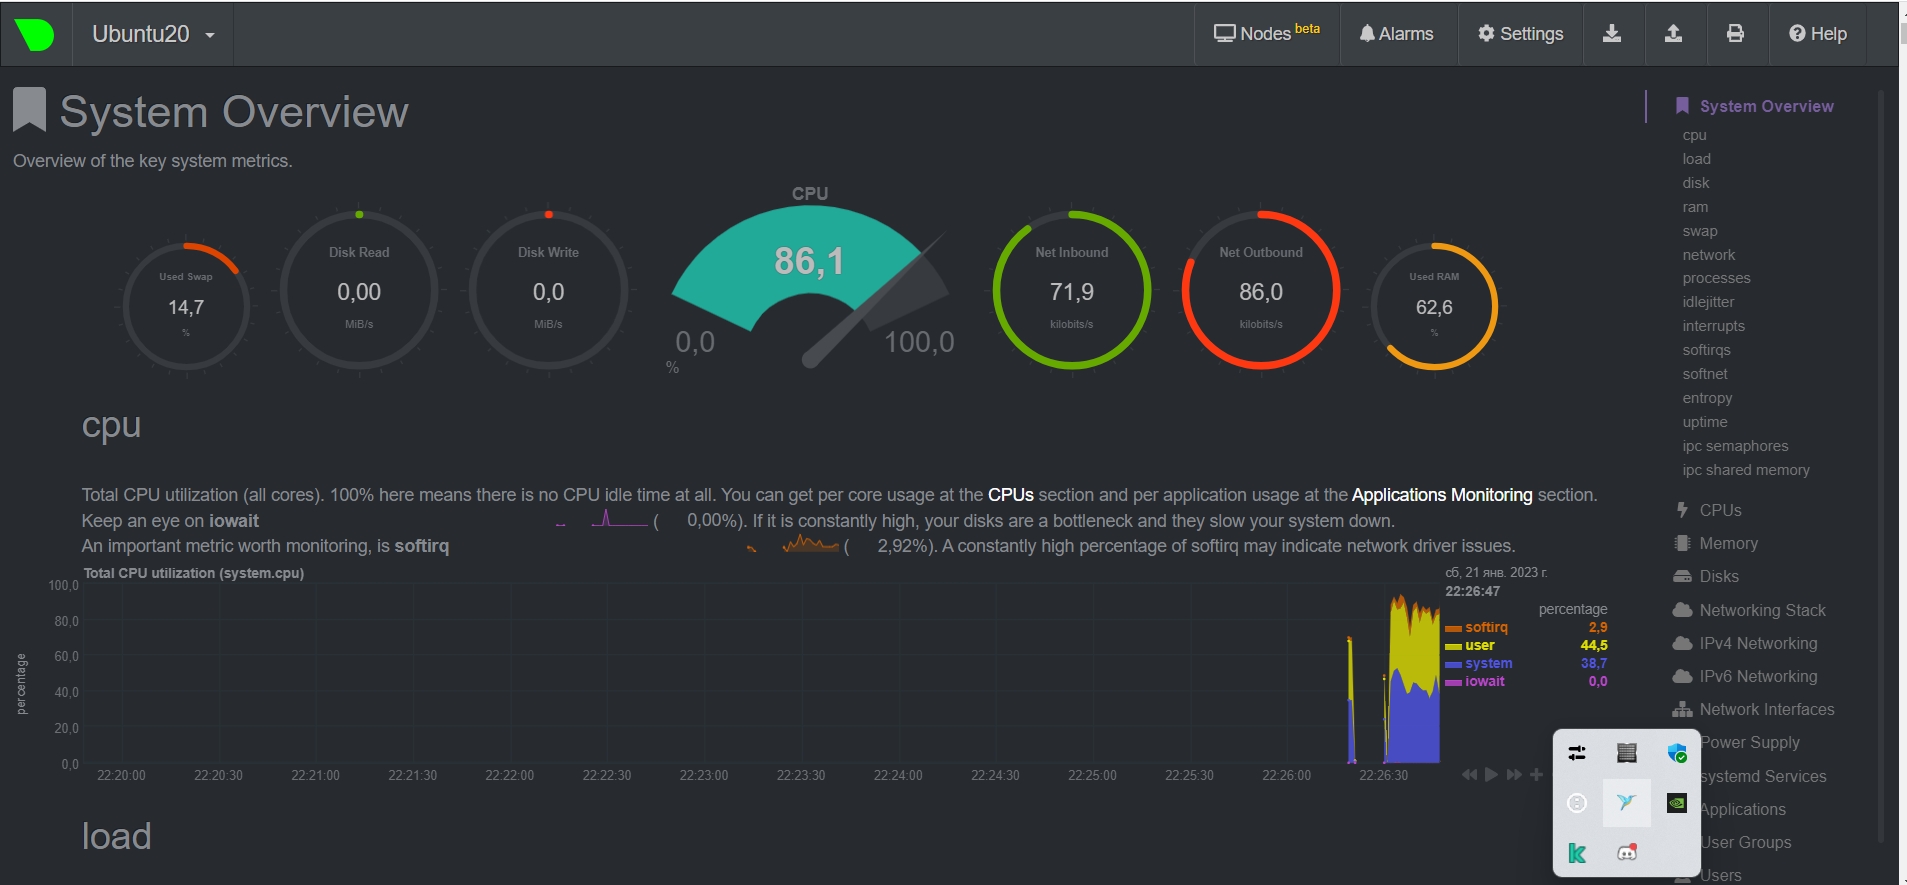 Ubuntu20
Nodes beta
Alarms
Settings
Help
System Overview
Overview of the key system metrics.
Used Swap
14,7
%
Disk Read
0,00
MiB/s
Disk Write
0,0
MiB/s
CPU
86,1
0,0
100,0
%
Net Inbound
71,9
kilobits/s
Net Outbound
86,0
kilobits/s
Used RAM
62,6
%
cpu
Total CPU utilization (all cores). 100% here means there is no CPU idle time at all. You can get per core usage at the CPUs section and per application usage at the Applications Monitoring section.
Keep an eye on iowait ( 0,00%). If it is constantly high, your disks are a bottleneck and they slow your system down.
An important metric worth monitoring, is softirq ( 2,92%). A constantly high percentage of softirq may indicate network driver issues.
Total CPU utilization (system.cpu)
percentage
100,0
80,0
60,0
40,0
20,0
0,0
22:20:00 22:20:30 22:21:00 22:21:30 22:22:00 22:22:30 22:23:00 22:23:30 22:24:00 22:24:30 22:25:00 22:25:30 22:26:00 22:26:30
сб, 21 янв. 2023 г.
22:26:47
percentage
softirq 2,9
user 44,5
system 38,7
iowait 0,0
load
System Overview
cpu
load
disk
ram
swap
network
processes
idlejitter
interrupts
softirqs
softnet
entropy
uptime
ipc semaphores
ipc shared memory
CPUs
Memory
Disks
Networking Stack
IPv4 Networking
IPv6 Networking
Network Interfaces
Power Supply
systemd Services
Applications
User Groups
Users
k